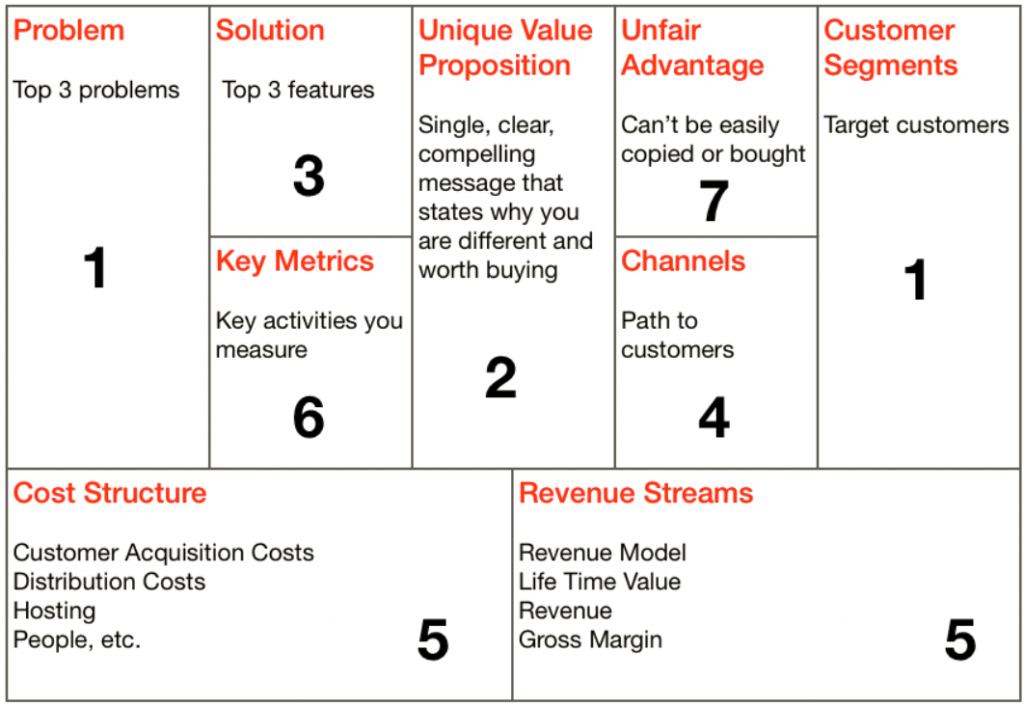 Problem
Top 3 problems
1
Solution
Top 3 features
3
Key Metrics
Key activities you
measure
6
Unique Value
Proposition
Single, clear,
compelling
message that
states why you
are different and
worth buying
2
Unfair
Advantage
Can't be easily
copied or bought
7
Channels
Path to
customers
4
Customer
Segments
Target customers
1
Cost Structure
Customer Acquisition Costs
Distribution Costs
Hosting
People, etc.
5
Revenue Streams
Revenue Model
Life Time Value
Revenue
Gross Margin
5